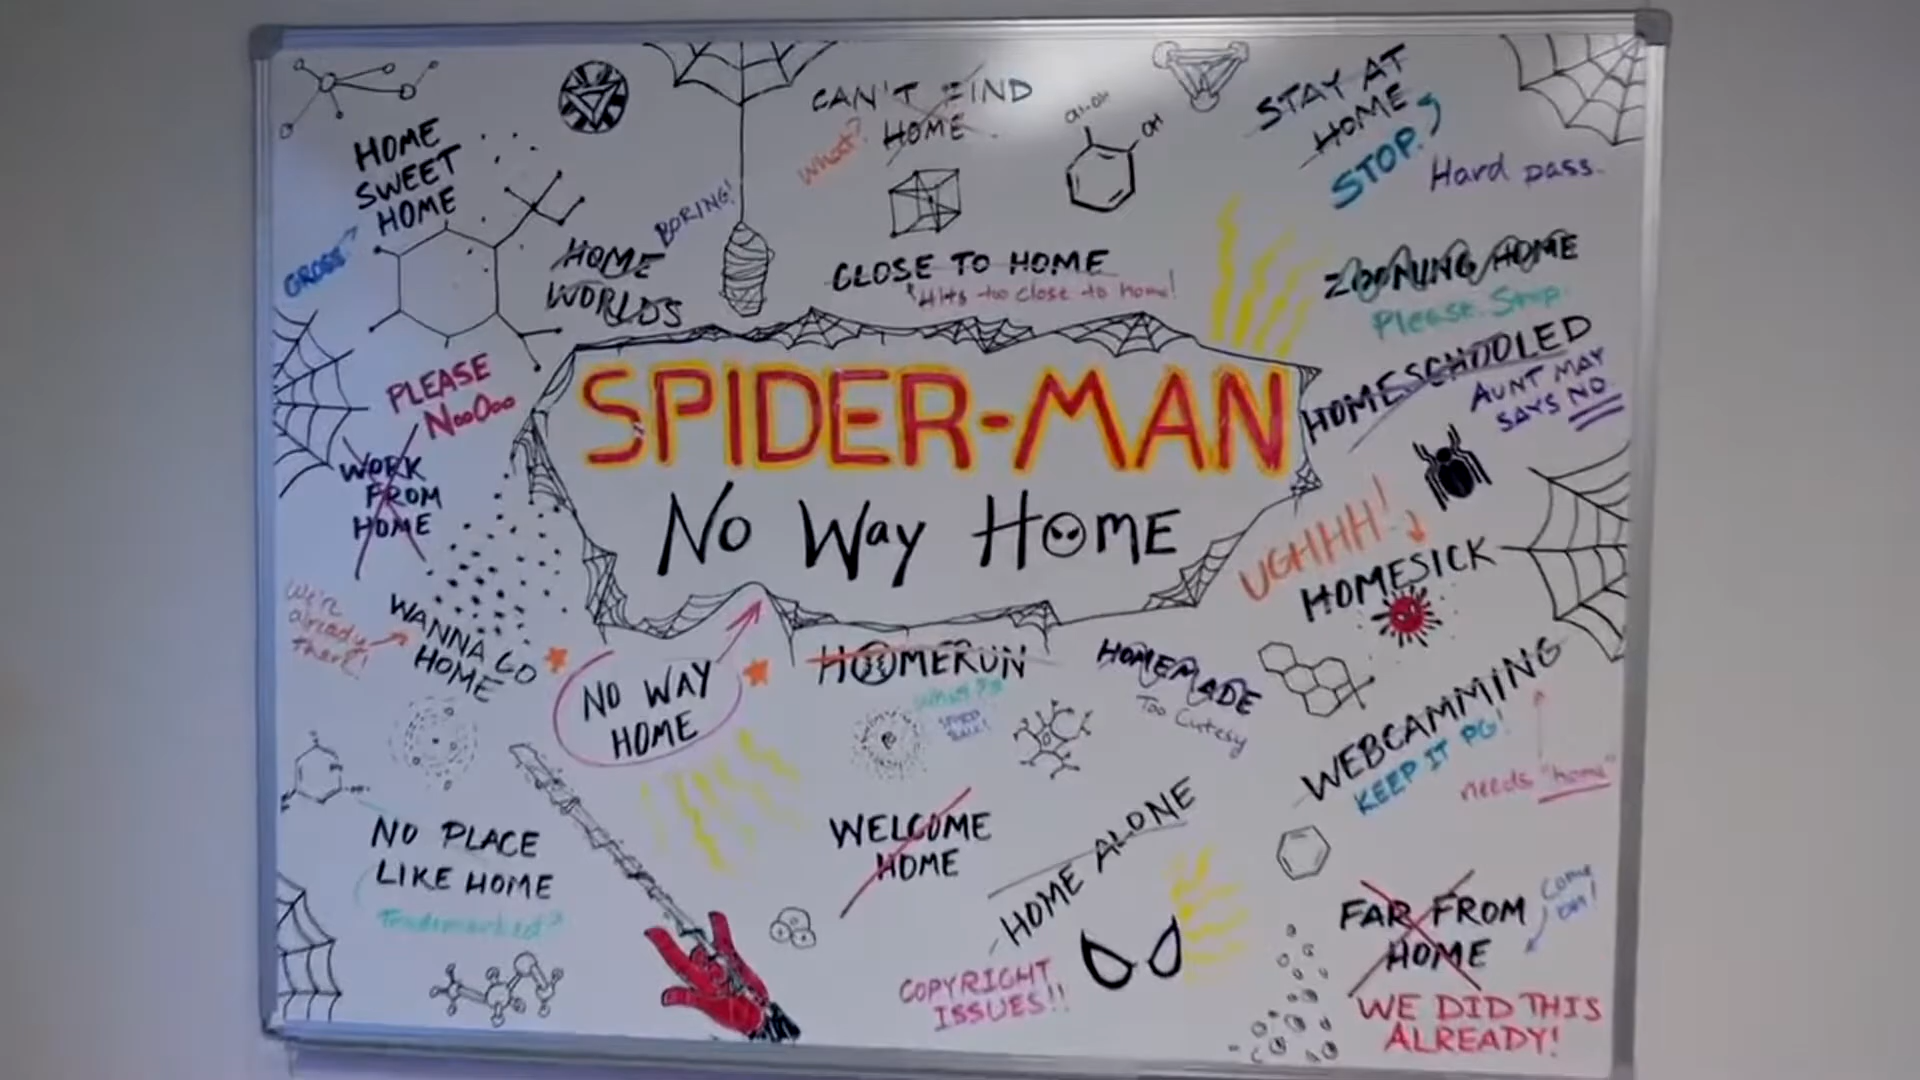 HOME
SWEET
HOME
GROSS
HOME
WORLDS
BORING!
CAN'T FIND
HOME
What?
OH
CLOSE TO HOME
Hits too close to home!
STAY AT
HOME
STOP.
Hard pass.
ZOOMING HOME
Please. Stop.
HOMESCHOOLED
AUNT MAY
SAYS NO
PLEASE
NooOoo
WORK
FROM
HOME
SPIDER-MAN
No Way Home
UGHHH!
HOMESICK
We're
already
there!
WANNA GO
HOME
NO WAY
HOME
HOOMERUN
HOMEMADE
Too Cutesy
WEBCAMMING
KEEP IT PG!
needs "home"
NO PLACE
LIKE HOME
Trademarked?
WELCOME
HOME
HOME ALONE
COPYRIGHT
ISSUES!!
FAR FROM
HOME
Come
on!
WE DID THIS
ALREADY!